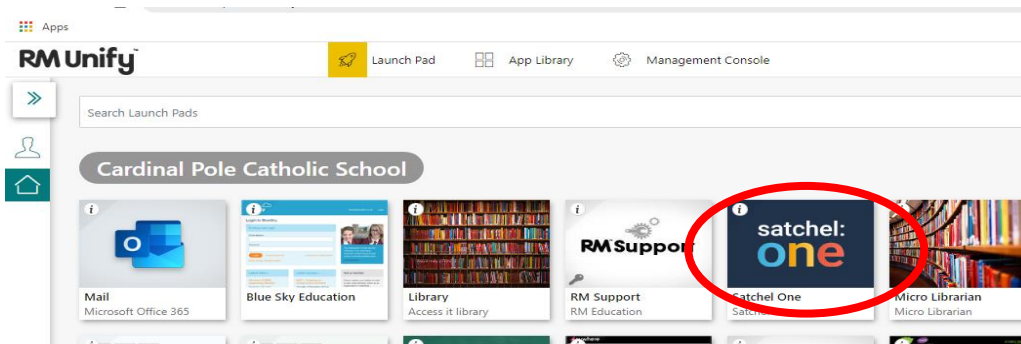 Apps
RM Unify
Launch Pad
App Library
Management Console
Search Launch Pads
Cardinal Pole Catholic School
RM Support
satchel:
one
Mail
Microsoft Office 365
Blue Sky Education
Library
Access it library
RM Support
RM Education
Satchel One
Micro Librarian
Micro Librarian